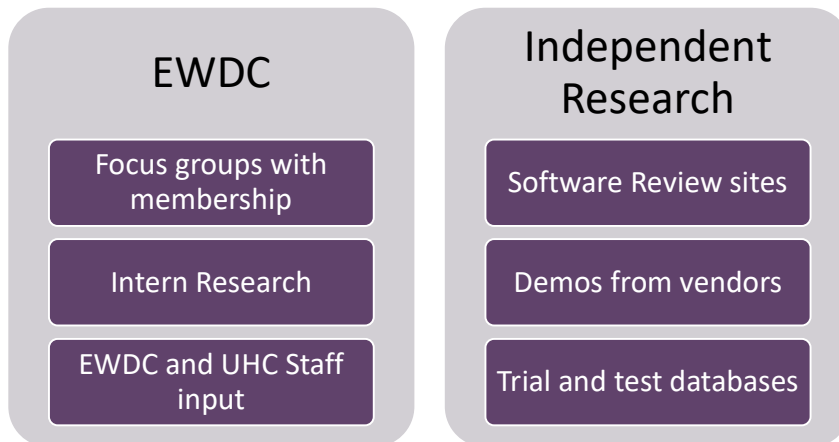 EWDC
Focus groups with
membership
Intern Research
EWDC and UHC Staff
input
Independent
Research
Software Review sites
Demos from vendors
Trial and test databases